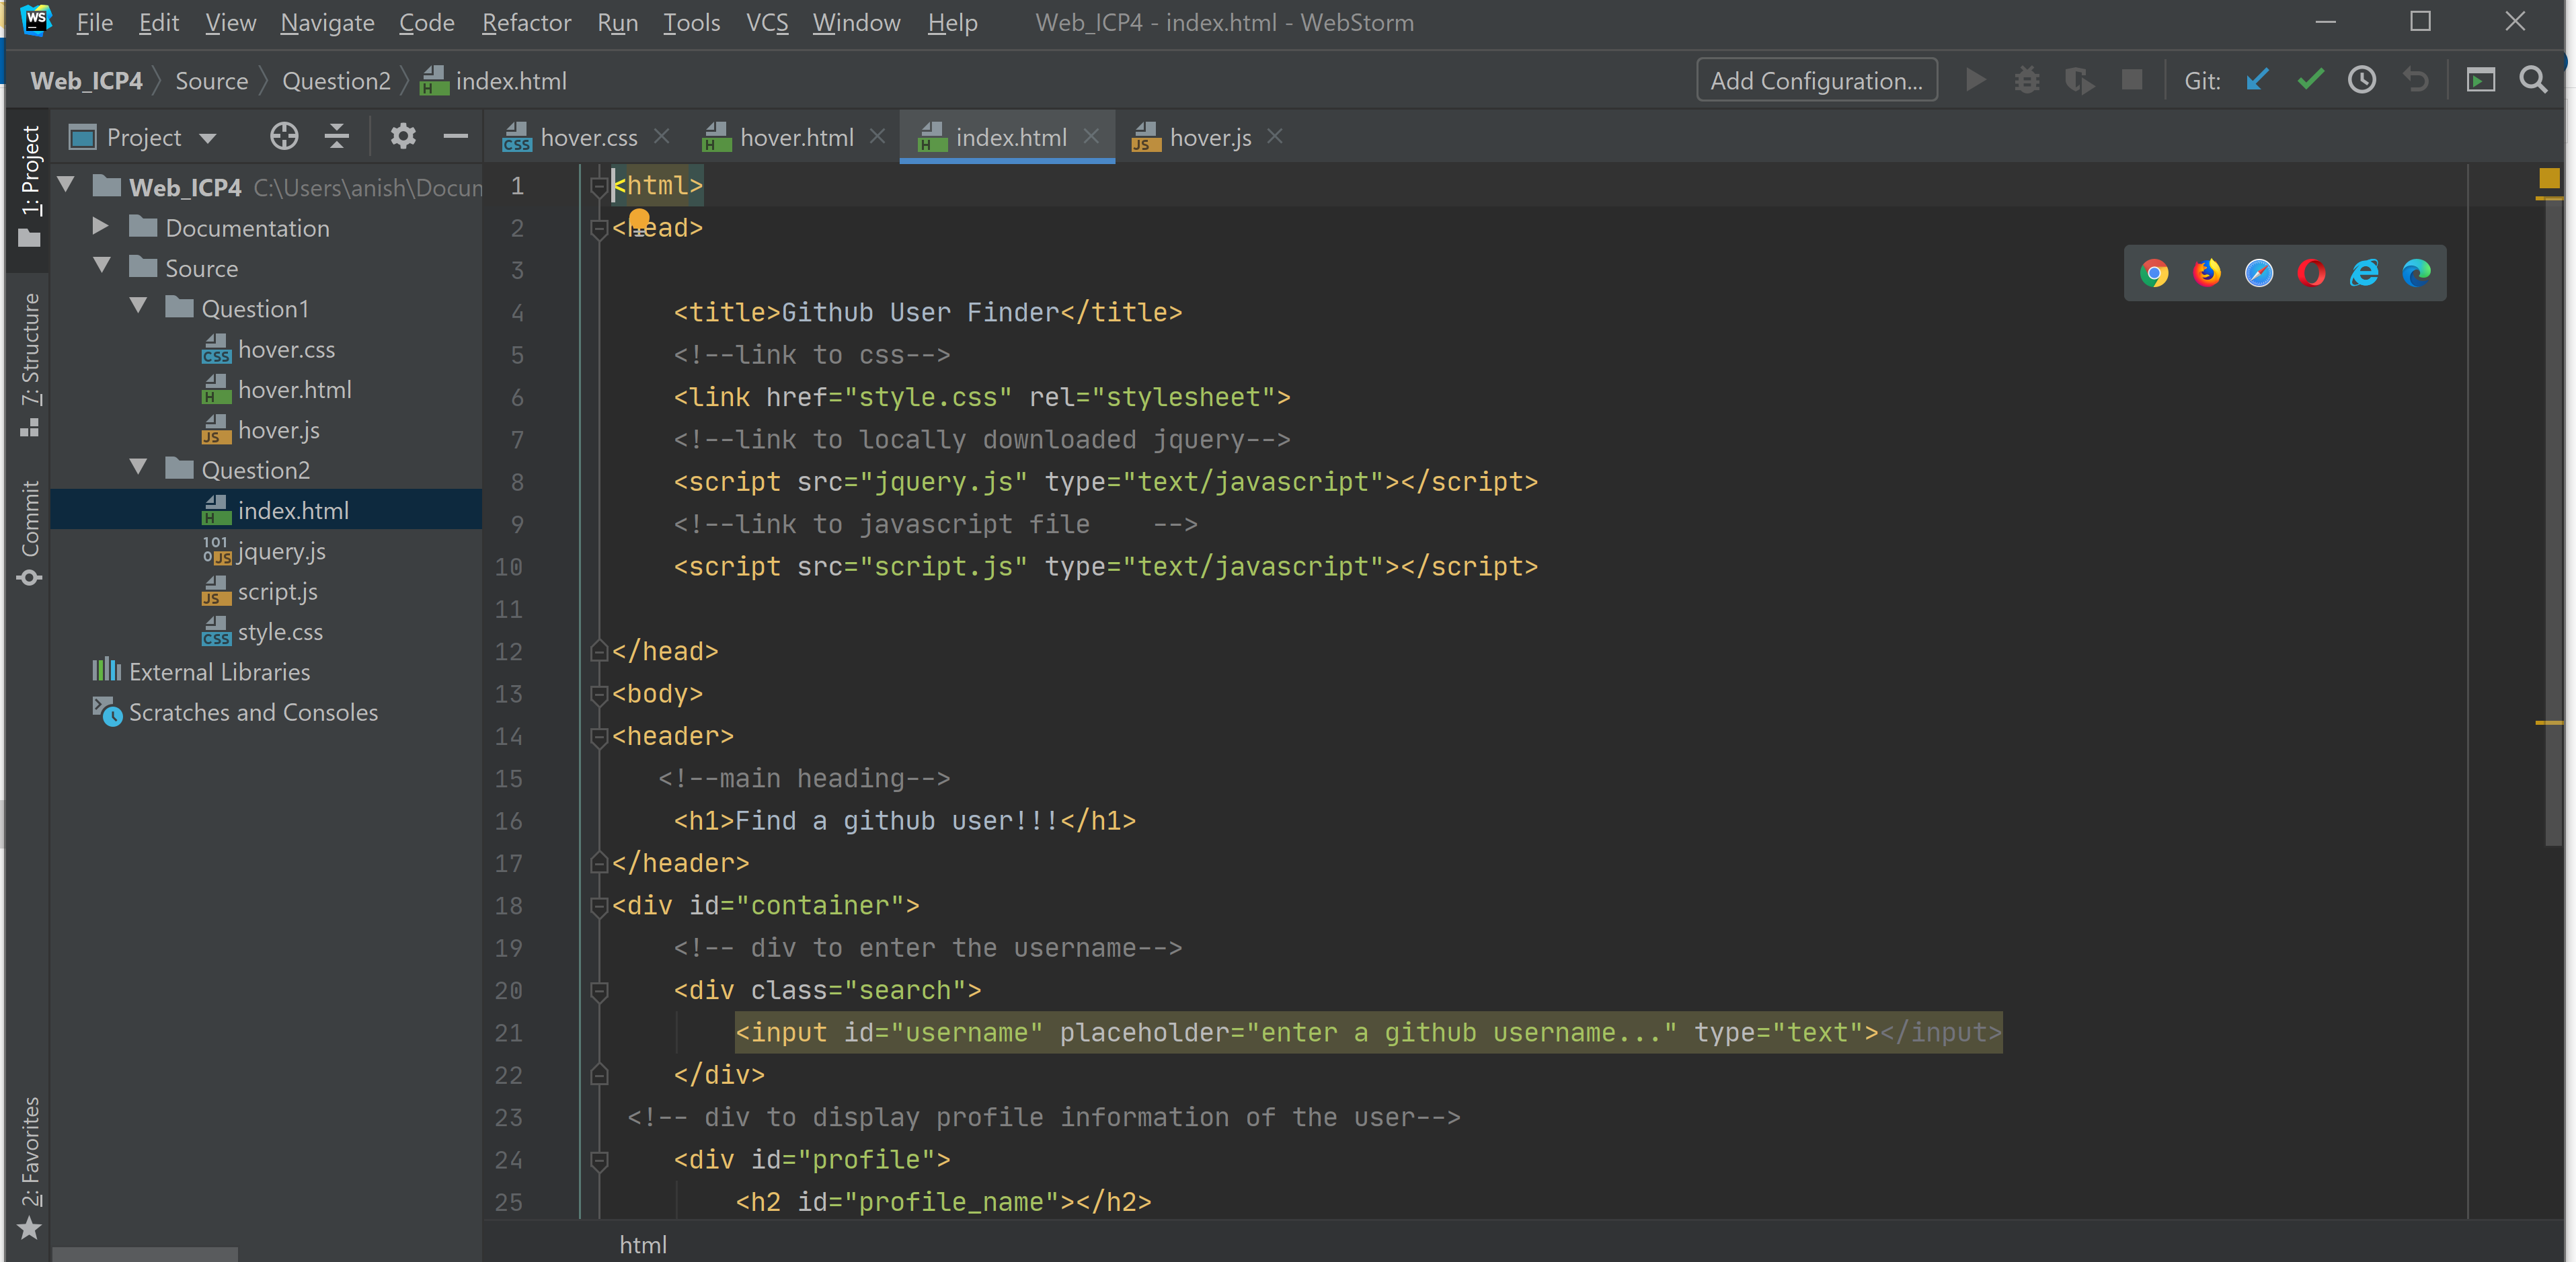 WS File Edit View Navigate Code Refactor Run Tools VCS Window Help Web_ICP4 - index.html - WebStorm
Web_ICP4 Source Question2 index.html Add Configuration... Git:
Project hover.css hover.html index.html hover.js
1: Project
7: Structure
Commit
2: Favorites
Web_ICP4 C:\Users\anish\Docun
Documentation
Source
Question1
hover.css
hover.html
hover.js
Question2
index.html
jquery.js
script.js
style.css
External Libraries
Scratches and Consoles
1 <html>
2 <head>
3
4 <title>Github User Finder</title>
5 <!--link to css-->
6 <link href="style.css" rel="stylesheet">
7 <!--link to locally downloaded jquery-->
8 <script src="jquery.js" type="text/javascript"></script>
9 <!--link to javascript file    -->
10 <script src="script.js" type="text/javascript"></script>
11
12 </head>
13 <body>
14 <header>
15 <!--main heading-->
16 <h1>Find a github user!!!</h1>
17 </header>
18 <div id="container">
19 <!-- div to enter the username-->
20 <div class="search">
21 <input id="username" placeholder="enter a github username..." type="text"></input>
22 </div>
23 <!-- div to display profile information of the user-->
24 <div id="profile">
25 <h2 id="profile_name"></h2>
html